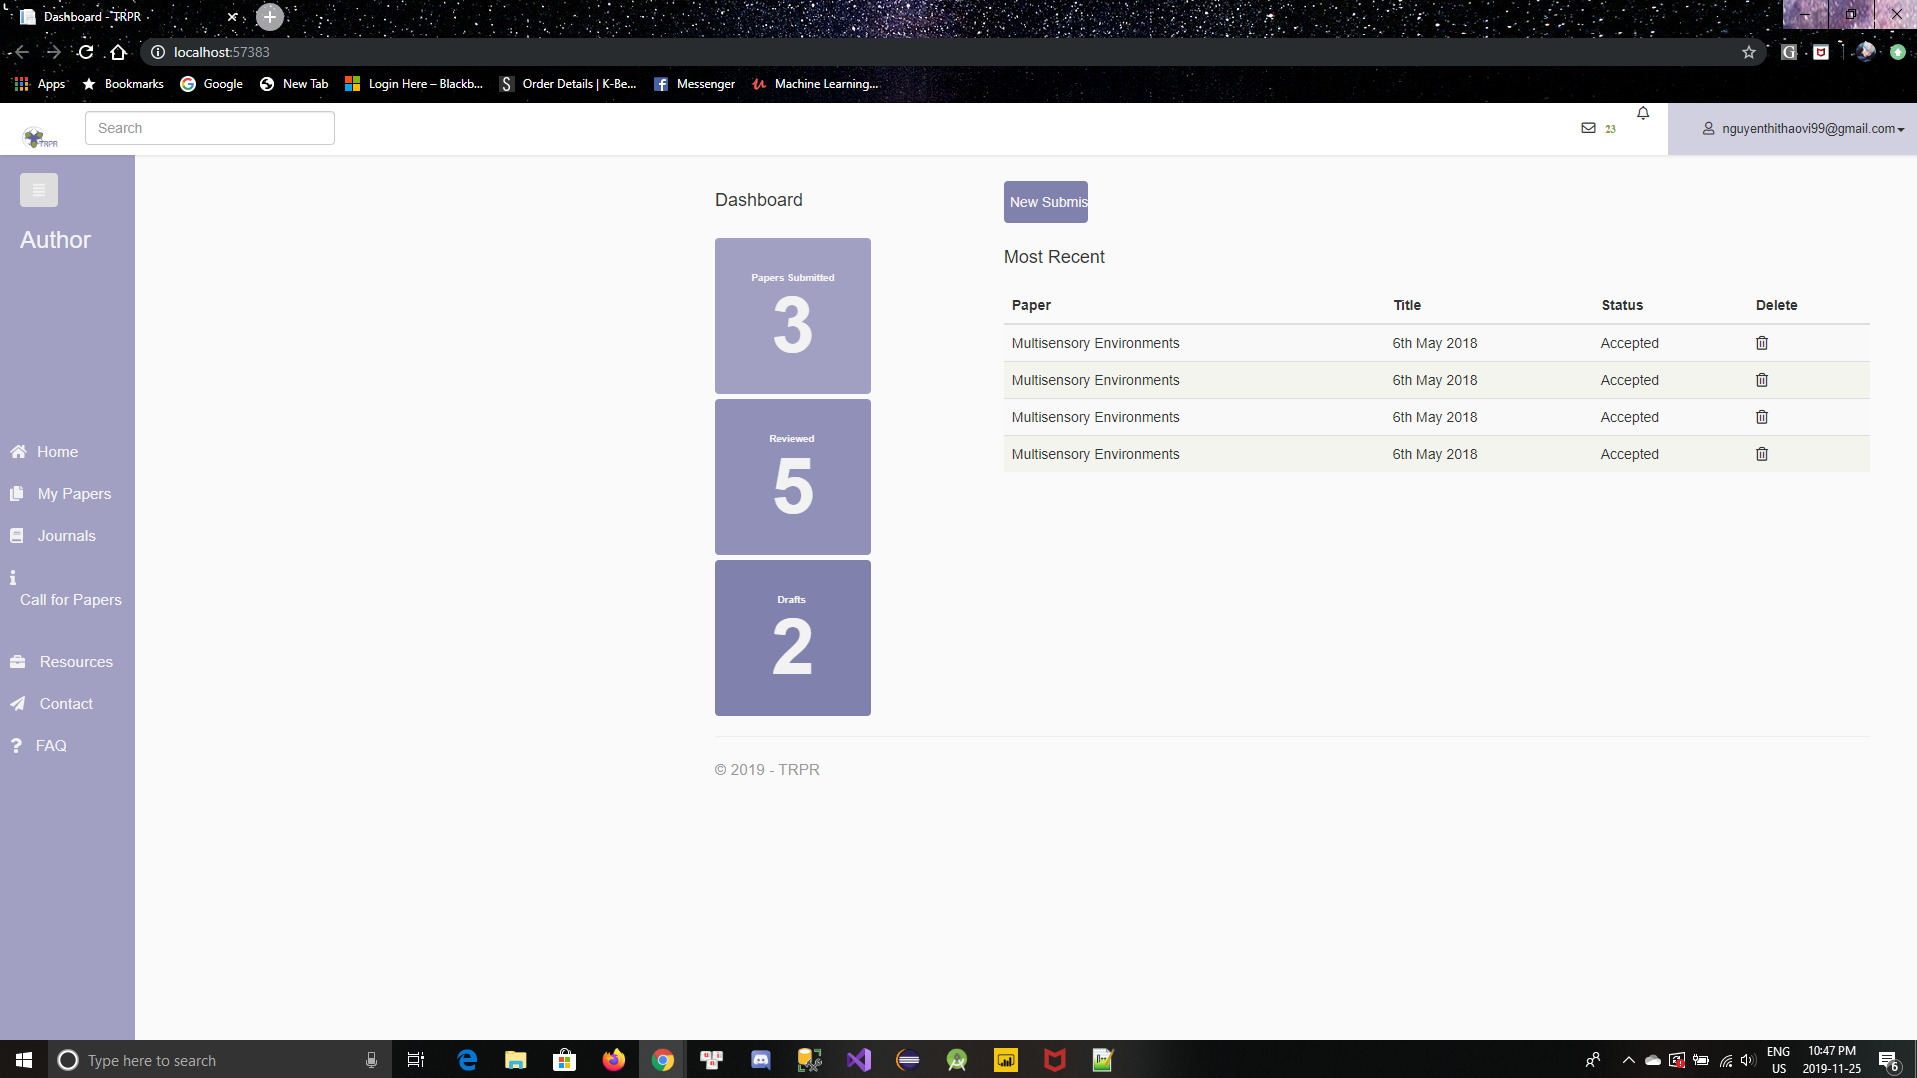 Dashboard - TRPR
localhost:57383
Apps Bookmarks Google New Tab Login Here – Blackb... Order Details | K-Be... Messenger Machine Learning...
TRPR Search 23 nguyenthithaovi99@gmail.com
Author
Home
My Papers
Journals
Call for Papers
Resources
Contact
FAQ
Dashboard
Papers Submitted
3
Reviewed
5
Drafts
2
New Submis
Most Recent
Paper Title Status Delete
Multisensory Environments 6th May 2018 Accepted
Multisensory Environments 6th May 2018 Accepted
Multisensory Environments 6th May 2018 Accepted
Multisensory Environments 6th May 2018 Accepted
© 2019 - TRPR
Type here to search
ENG
US
10:47 PM
2019-11-25
6